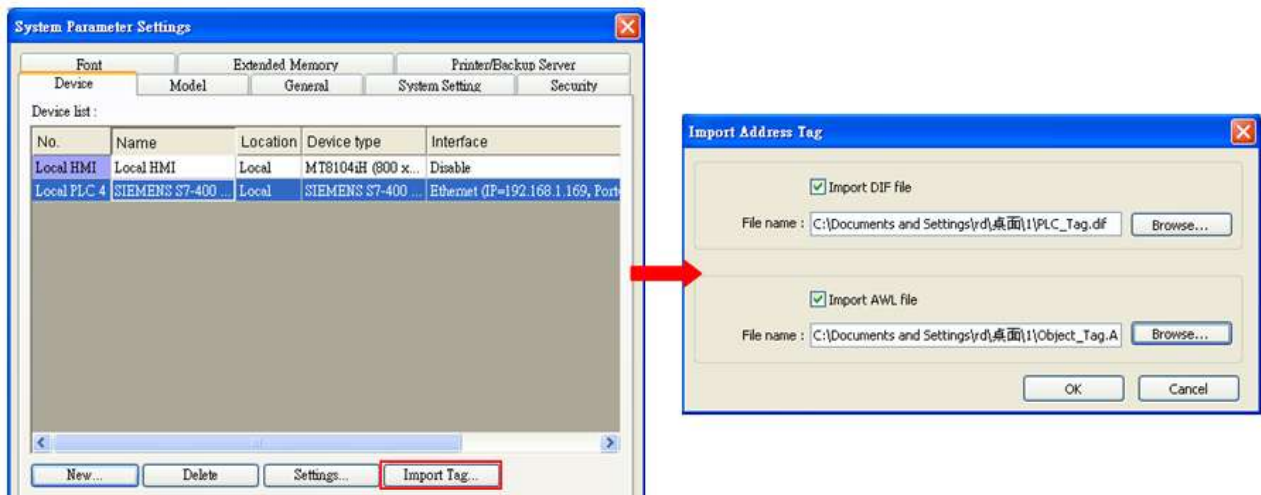 System Parameter Settings
Font Extended Memory Printer/Backup Server
Device Model General System Setting Security
Device list :
No. Name Location Device type Interface
Local HMI Local HMI Local MT8104iH (800 x... Disable
Local PLC 4 SIEMENS S7-400 ... Local SIEMENS S7-400 ... Ethernet (IP=192.168.1.169, Port
New... Delete Settings... Import Tag...
Import Address Tag
Import DIF file
File name : C:\Documents and Settings\rd\桌面\1\PLC_Tag.dif Browse...
Import AWL file
File name : C:\Documents and Settings\rd\桌面\1\Object_Tag.A Browse...
OK Cancel